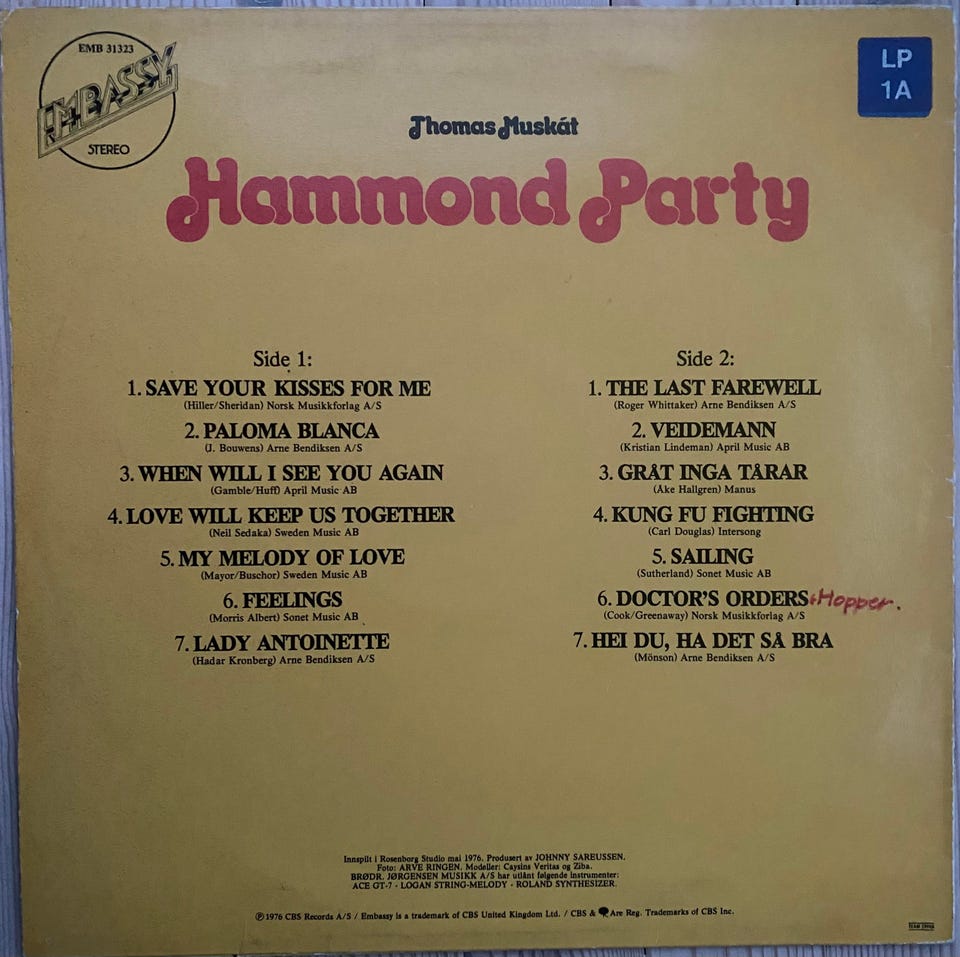 EMB 31323
EMBASSY
STEREO
LP
1A
Thomas Muskát
Hammond Party
Side 1:
1. SAVE YOUR KISSES FOR ME
(Hiller/Sheridan) Norsk Musikkforlag A/S
2. PALOMA BLANCA
(J. Bouwens) Arne Bendiksen A/S
3. WHEN WILL I SEE YOU AGAIN
(Gamble/Huff) April Music AB
4. LOVE WILL KEEP US TOGETHER
(Neil Sedaka) Sweden Music AB
5. MY MELODY OF LOVE
(Mayor/Buschor) Sweden Music AB
6. FEELINGS
(Morris Albert) Sonet Music AB
7. LADY ANTOINETTE
(Hadar Kronberg) Arne Bendiksen A/S
Side 2:
1. THE LAST FAREWELL
(Roger Whittaker) Arne Bendiksen A/S
2. VEIDEMANN
(Kristian Lindeman) April Music AB
3. GRÅT INGA TÅRAR
(Åke Hallgren) Manus
4. KUNG FU FIGHTING
(Carl Douglas) Intersong
5. SAILING
(Sutherland) Sonet Music AB
6. DOCTOR'S ORDERS Hopper.
(Cook/Greenaway) Norsk Musikkforlag A/S
7. HEI DU, HA DET SÅ BRA
(Mönson) Arne Bendiksen A/S
Innspilt i Rosenborg Studio mai 1976. Produsert av JOHNNY SAREUSSEN.
Foto: ARVE RINGEN. Modeller: Caysins Veritas og Ziba.
BRØDR. JØRGENSEN MUSIKK A/S har utlånt følgende instrumenter:
ACE GT-7 · LOGAN STRING-MELODY · ROLAND SYNTHESIZER.
℗ 1976 CBS Records A/S / Embassy is a trademark of CBS United Kingdom Ltd. / CBS & Are Reg. Trademarks of CBS Inc.